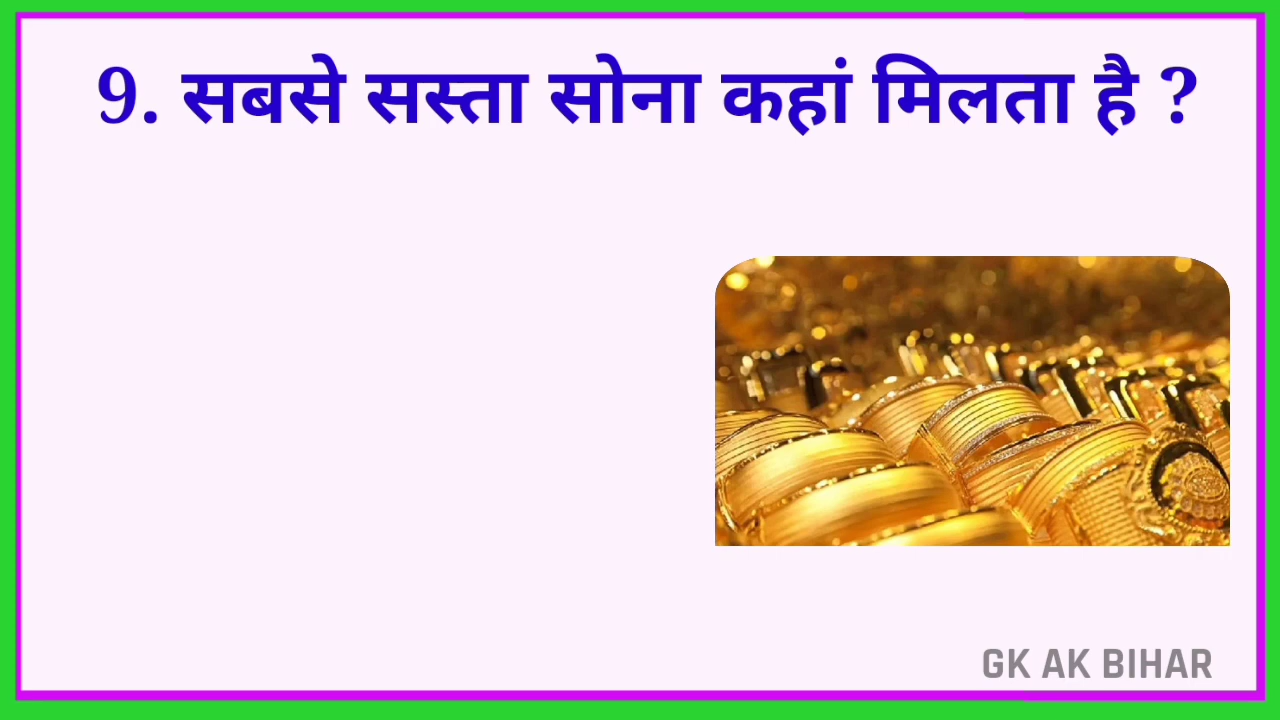 9. सबसे सस्ता सोना कहां मिलता है ?
GK AK BIHAR